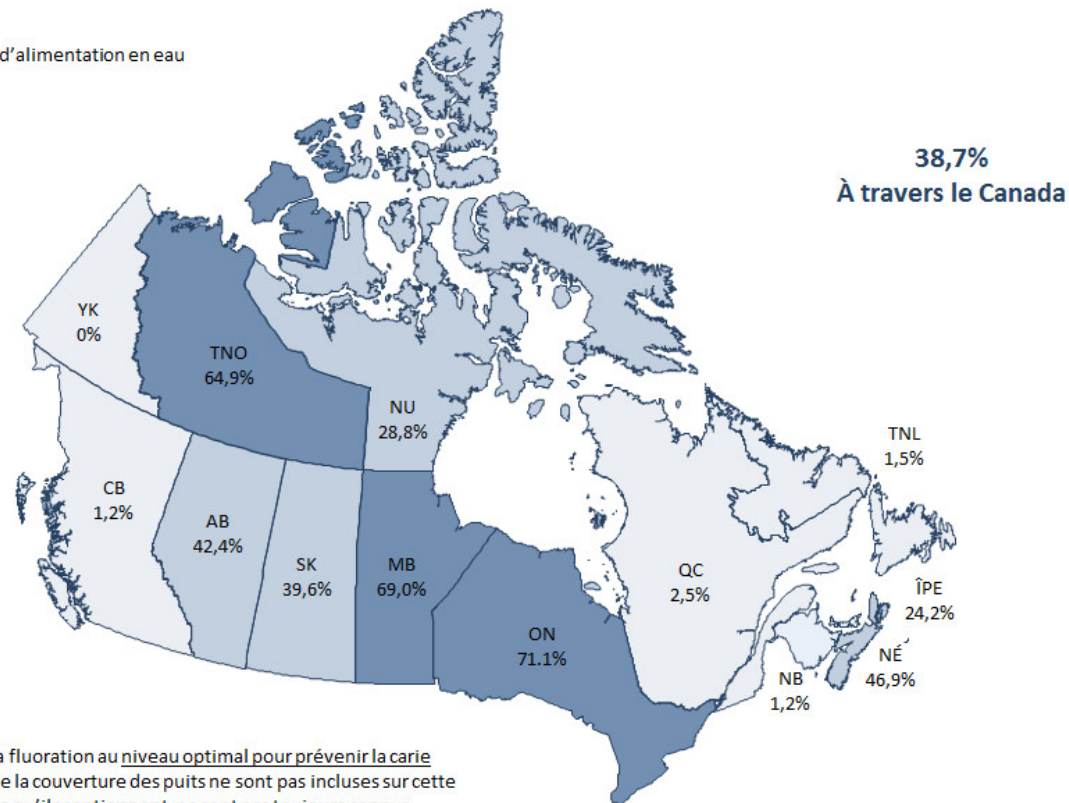 d'alimentation en eau
38,7%
À travers le Canada
YK
0%
TNO
64,9%
NU
28,8%
TNL
1,5%
CB
1,2%
AB
42,4%
SK
39,6%
MB
69,0%
QC
2,5%
ÎPE
24,2%
ON
71.1%
NÉ
46,9%
NB
1,2%
a fluoration au niveau optimal pour prévenir la carie
e la couverture des puits ne sont pas incluses sur cette